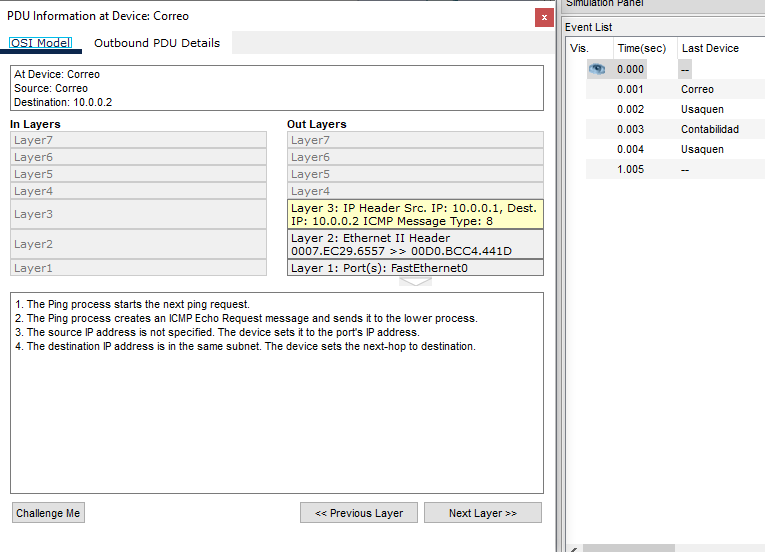 PDU Information at Device: Correo
x
OSI Model Outbound PDU Details
At Device: Correo
Source: Correo
Destination: 10.0.0.2
In Layers
Layer7
Layer6
Layer5
Layer4
Layer3
Layer2
Layer1
Out Layers
Layer7
Layer6
Layer5
Layer4
Layer 3: IP Header Src. IP: 10.0.0.1, Dest.
IP: 10.0.0.2 ICMP Message Type: 8
Layer 2: Ethernet II Header
0007.EC29.6557 >> 00D0.BCC4.441D
Layer 1: Port(s): FastEthernet0
1. The Ping process starts the next ping request.
2. The Ping process creates an ICMP Echo Request message and sends it to the lower process.
3. The source IP address is not specified. The device sets it to the port's IP address.
4. The destination IP address is in the same subnet. The device sets the next-hop to destination.
Challenge Me << Previous Layer Next Layer >>
Simulation Panel
Event List
Vis. Time(sec) Last Device
0.000 --
0.001 Correo
0.002 Usaquen
0.003 Contabilidad
0.004 Usaquen
1.005 --